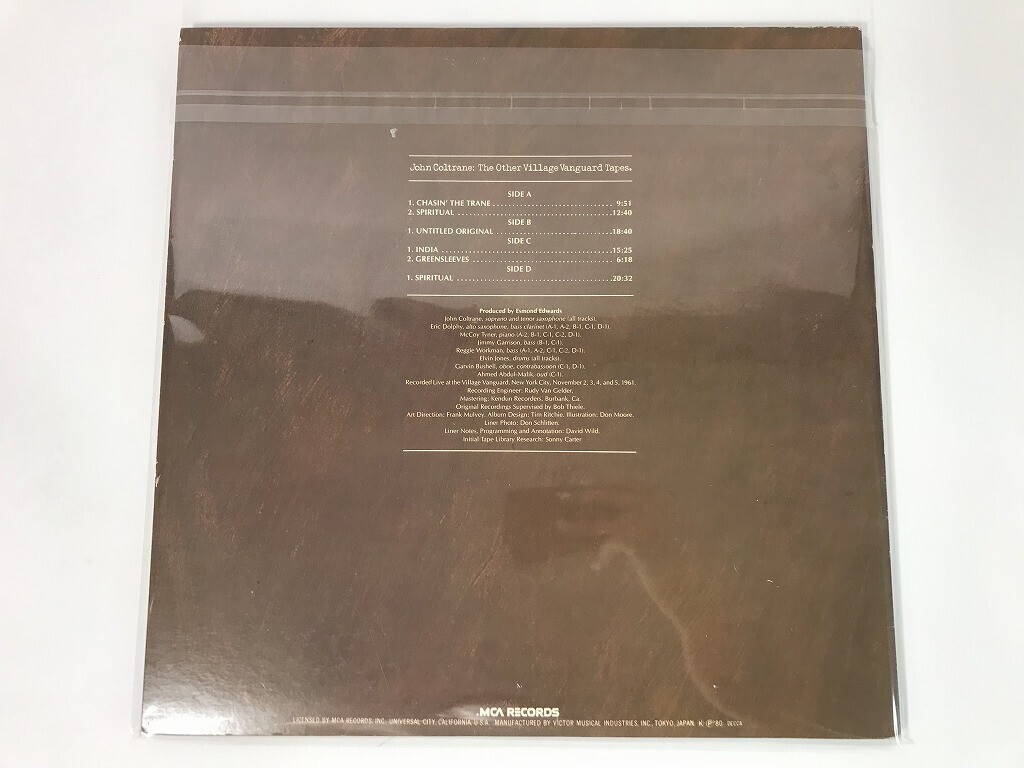 John Coltrane: The Other Village Vanguard Tapes.
SIDE A
1. CHASIN' THE TRANE 9:51
2. SPIRITUAL 12:40
SIDE B
1. UNTITLED ORIGINAL 18:40
SIDE C
1. INDIA 15:25
2. GREENSLEEVES 6:18
SIDE D
1. SPIRITUAL 20:32
Produced by Esmond Edwards
John Coltrane, soprano and tenor saxophone (all tracks).
Eric Dolphy, alto saxophone, bass clarinet (A-1, A-2, B-1, C-1, D-1).
McCoy Tyner, piano (A-2, B-1, C-1, C-2, D-1).
Jimmy Garrison, bass (B-1, C-1).
Reggie Workman, bass (A-1, A-2, C-1, C-2, D-1).
Elvin Jones, drums (all tracks).
Garvin Bushell, oboe, contrabassoon (C-1, D-1).
Ahmed Abdul-Malik, oud (C-1).
Recorded Live at the Village Vanguard, New York City, November 2, 3, 4, and 5, 1961.
Recording Engineer: Rudy Van Gelder.
Mastering: Kendun Recorders, Burbank, Ca.
Original Recordings Supervised by Bob Thiele.
Art Direction: Frank Mulvey. Album Design: Tim Ritchie. Illustration: Don Moore.
Liner Photo: Don Schlitten.
Liner Notes, Programming and Annotation: David Wild.
Initial Tape Library Research: Sonny Carter
MCA RECORDS
LICENSED BY MCA RECORDS, INC. UNIVERSAL CITY, CALIFORNIA, U.S.A. MANUFACTURED BY VICTOR MUSICAL INDUSTRIES, INC., TOKYO, JAPAN. K Ⓟ '80.